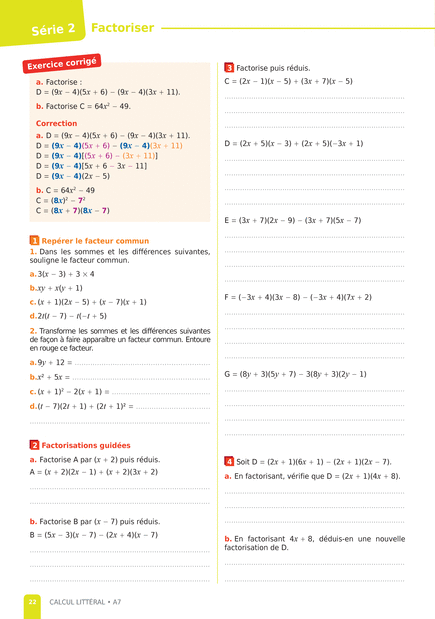 Série 2 Factoriser
Exercice corrigé
a. Factorise :
D = (9x − 4)(5x + 6) − (9x − 4)(3x + 11).
b. Factorise C = 64x² − 49.
Correction
a. D = (9x − 4)(5x + 6) − (9x − 4)(3x + 11).
D = (9x − 4)(5x + 6) − (9x − 4)(3x + 11)
D = (9x − 4)[(5x + 6) − (3x + 11)]
D = (9x − 4)[5x + 6 − 3x − 11]
D = (9x − 4)(2x − 5)
b. C = 64x² − 49
C = (8x)² − 7²
C = (8x + 7)(8x − 7)
1 Repérer le facteur commun
1. Dans les sommes et les différences suivantes,
souligne le facteur commun.
a. 3(x − 3) + 3 × 4
b. xy + x(y + 1)
c. (x + 1)(2x − 5) + (x − 7)(x + 1)
d. 2t(t − 7) − t(−t + 5)
2. Transforme les sommes et les différences suivantes
de façon à faire apparaître un facteur commun. Entoure
en rouge ce facteur.
a. 9y + 12 = ................................................
b. x² + 5x = ................................................
c. (x + 1)² − 2(x + 1) = ................................
d. (t − 7)(2t + 1) + (2t + 1)² = ......................
2 Factorisations guidées
a. Factorise A par (x + 2) puis réduis.
A = (x + 2)(2x − 1) + (x + 2)(3x + 2)
b. Factorise B par (x − 7) puis réduis.
B = (5x − 3)(x − 7) − (2x + 4)(x − 7)
3 Factorise puis réduis.
C = (2x − 1)(x − 5) + (3x + 7)(x − 5)
D = (2x + 5)(x − 3) + (2x + 5)(−3x + 1)
E = (3x + 7)(2x − 9) − (3x + 7)(5x − 7)
F = (−3x + 4)(3x − 8) − (−3x + 4)(7x + 2)
G = (8y + 3)(5y + 7) − 3(8y + 3)(2y − 1)
4 Soit D = (2x + 1)(6x + 1) − (2x + 1)(2x − 7).
a. En factorisant, vérifie que D = (2x + 1)(4x + 8).
b. En factorisant 4x + 8, déduis-en une nouvelle
factorisation de D.
22 CALCUL LITTÉRAL • A7